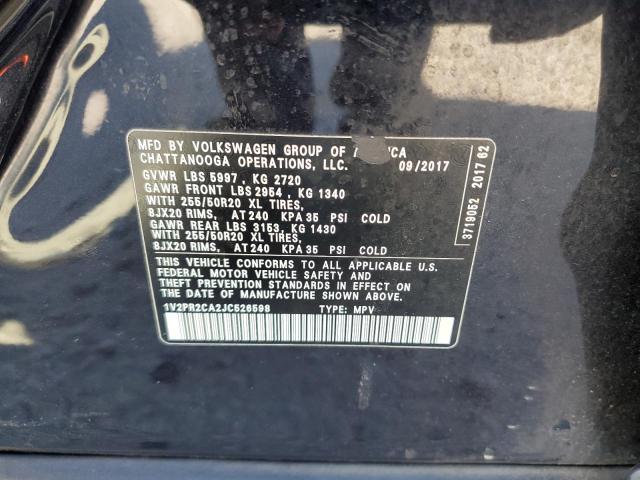 MFD BY VOLKSWAGEN GROUP OF
CHATTANOOGA OPERATIONS, LLC. 09/2017
GVWR LBS 5997, KG 2720
GAWR FRONT LBS 2954, KG 1340
WITH 255/50R20 XL TIRES,
8JX20 RIMS, AT 240 KPA 35 PSI COLD
GAWR REAR LBS 3153, KG 1430
WITH 255/50R20 XL TIRES,
8JX20 RIMS, AT 240 KPA 35 PSI COLD
THIS VEHICLE CONFORMS TO ALL APPLICABLE U.S.
FEDERAL MOTOR VEHICLE SAFETY AND
THEFT PREVENTION STANDARDS IN EFFECT ON
THE DATE OF MANUFACTURE SHOWN ABOVE.
1V2PR2CA2JC526598 TYPE: MPV
3719052 2017 62